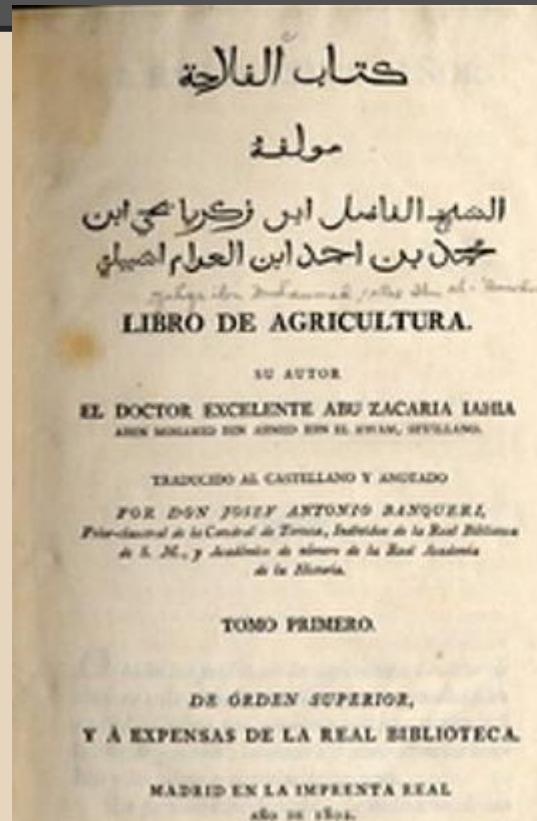 كتاب الفلاحة
مولفه
الشيخ الفاضل ابن زكريا يحيى ابن
محمد بن احمد ابن العوام اشبيلي
LIBRO DE AGRICULTURA.
SU AUTOR
EL DOCTOR EXCELENTE ABU ZACARIA IAHIA
ABEN MOHAMED BEN AHMED EBN EL AWAM, SEVILLANO.
TRADUCIDO AL CASTELLANO Y ANOTADO
POR DON JOSEF ANTONIO BANQUERI,
Prior-claustral de la Catedral de Tortosa, Individuo de la Real Biblioteca
de S. M., y Académico de número de la Real Academia
de la Historia.
TOMO PRIMERO.
DE ÓRDEN SUPERIOR,
Y Á EXPENSAS DE LA REAL BIBLIOTECA.
MADRID EN LA IMPRENTA REAL
AÑO DE 1802.